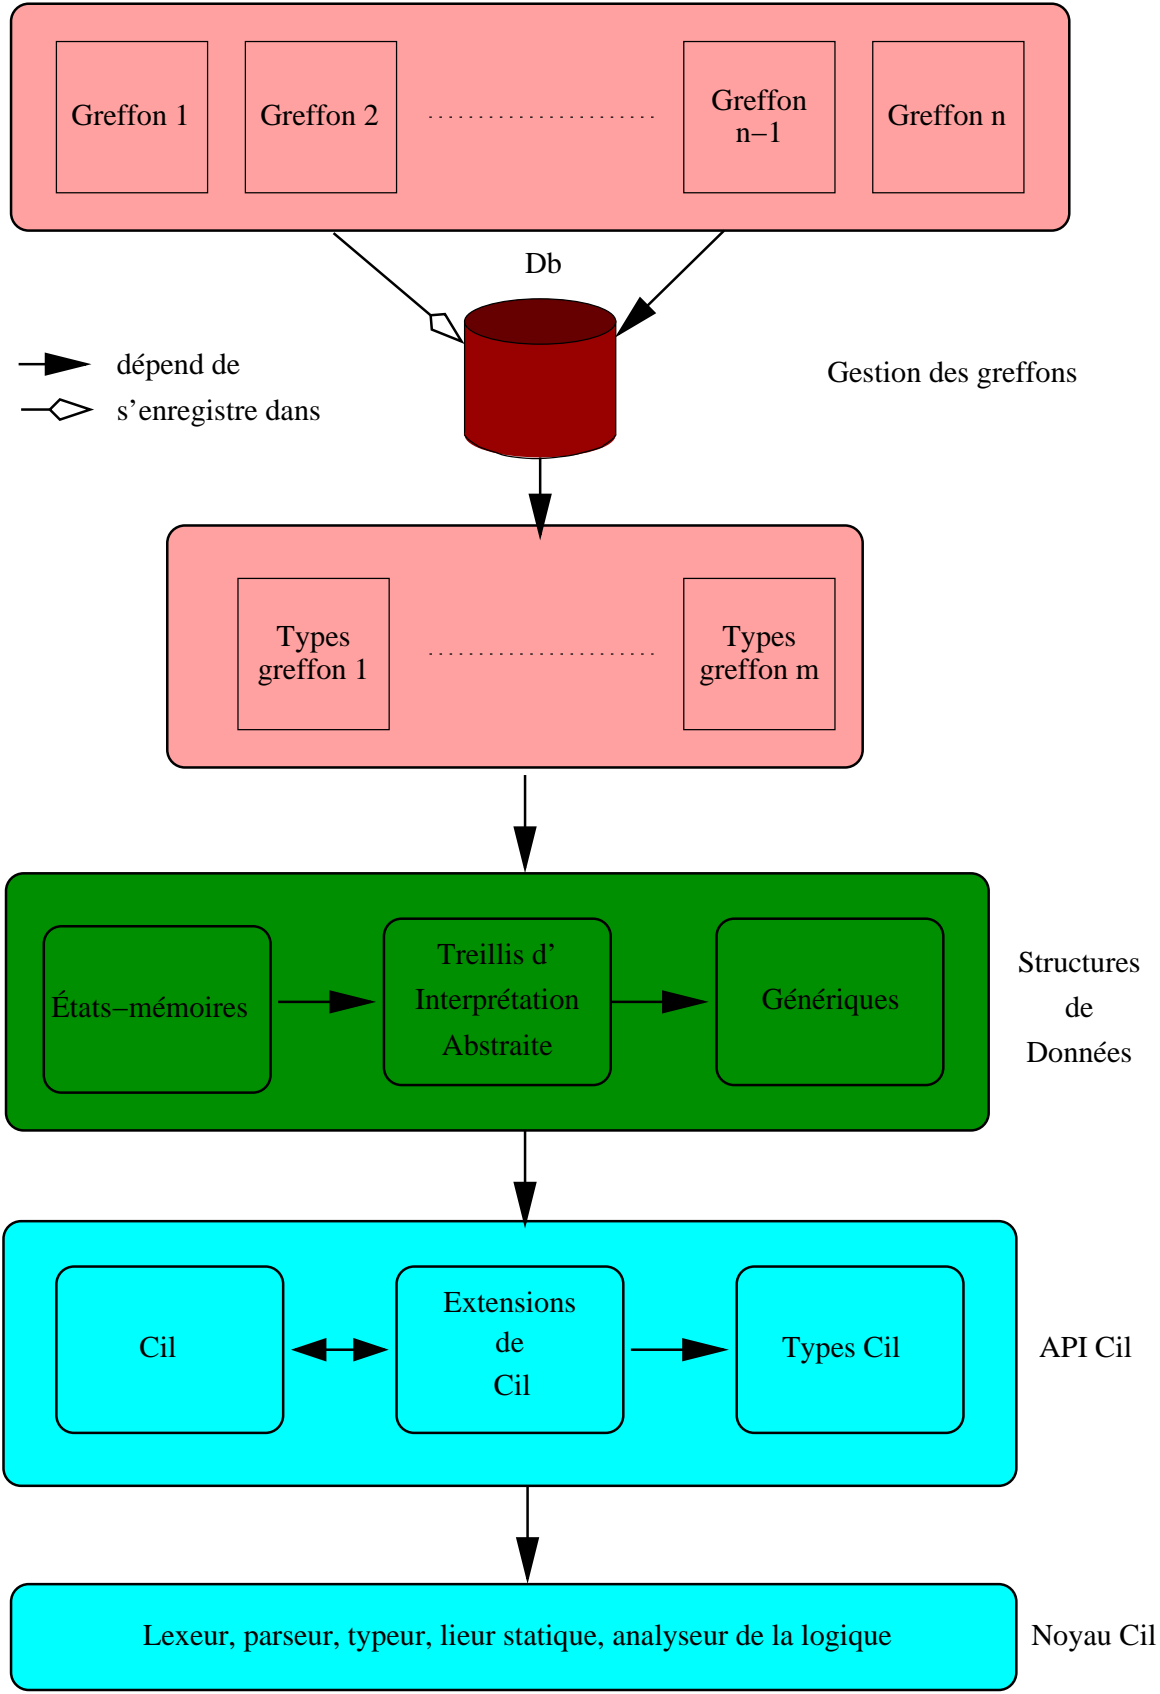 Greffon 1
Greffon 2
Greffon
n−1
Greffon n
Db
dépend de
s'enregistre dans
Gestion des greffons
Types
greffon 1
Types
greffon m
États−mémoires
Treillis d'
Interprétation
Abstraite
Génériques
Structures
de
Données
Cil
Extensions
de
Cil
Types Cil
API Cil
Lexeur, parseur, typeur, lieur statique, analyseur de la logique
Noyau Cil